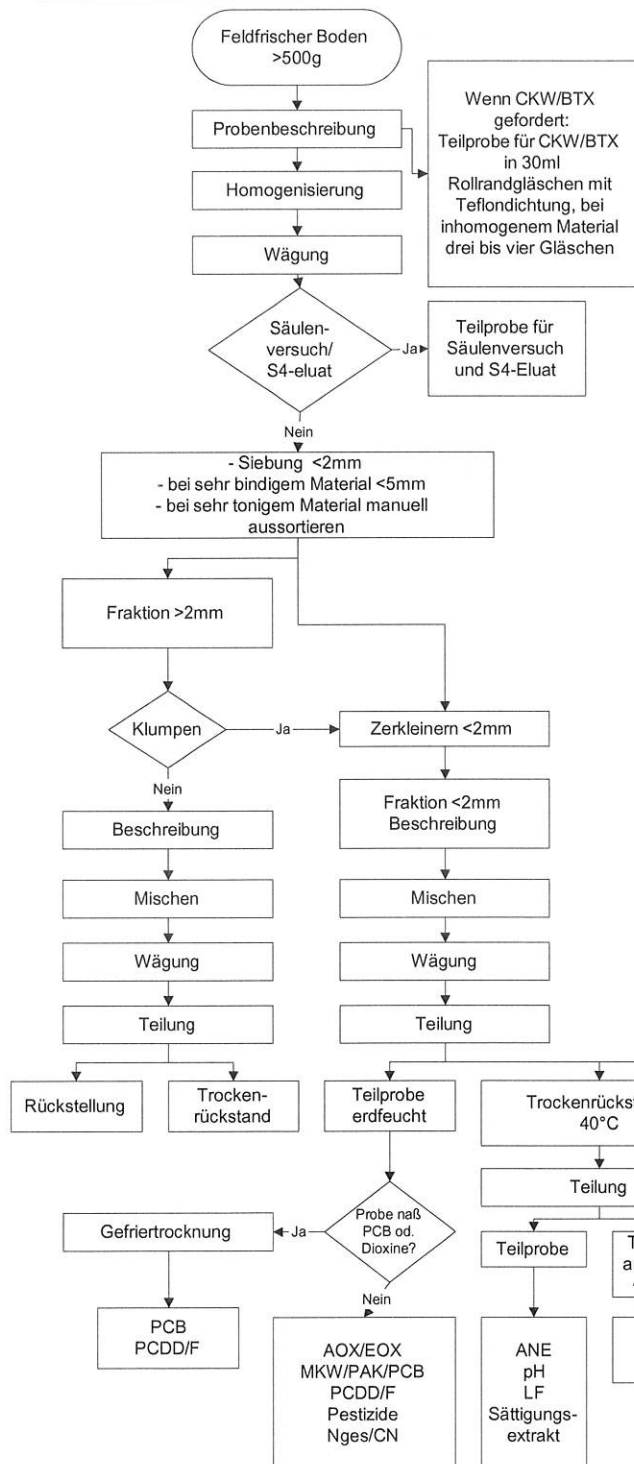 Feldfrischer Boden
>500g
Probenbeschreibung
Wenn CKW/BTX
gefordert:
Teilprobe für CKW/BTX
in 30ml
Rollrandgläschen mit
Teflondichtung, bei
inhomogenem Material
drei bis vier Gläschen
Homogenisierung
Wägung
Säulen-
versuch/
S4-eluat
Ja
Teilprobe für
Säulenversuch
und S4-Eluat
Nein
- Siebung <2mm
- bei sehr bindigem Material <5mm
- bei sehr tonigem Material manuell
aussortieren
Fraktion >2mm
Klumpen
Ja
Zerkleinern <2mm
Nein
Beschreibung
Fraktion <2mm
Beschreibung
Mischen
Mischen
Wägung
Wägung
Teilung
Teilung
Rückstellung
Trocken-
rückstand
Teilprobe
erdfeucht
Trockenrückst
40°C
Teilung
Probe naß
PCB od.
Dioxine?
Ja
Gefriertrocknung
Teilprobe
T
a
Nein
PCB
PCDD/F
AOX/EOX
MKW/PAK/PCB
PCDD/F
Pestizide
Nges/CN
ANE
pH
LF
Sättigungs-
extrakt